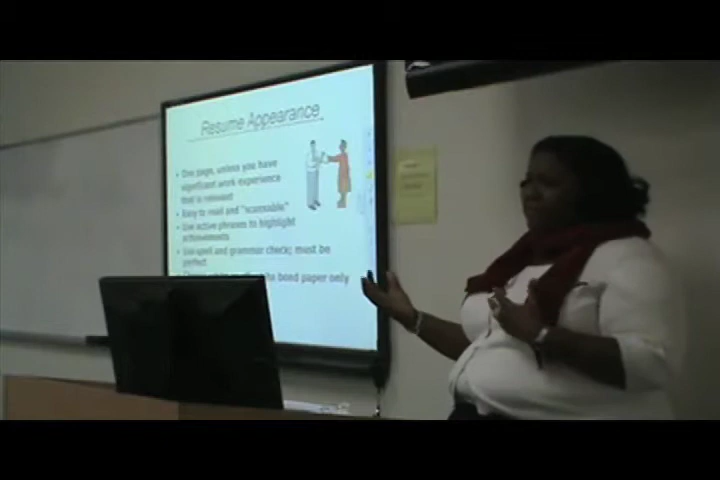 Resume Appearance
• One page, unless you have
significant work experience
that is relevant
• Easy to read and "scannable"
• Use active phrases to highlight
achievements
• Use spell and grammar check; must be
perfect
bond paper only